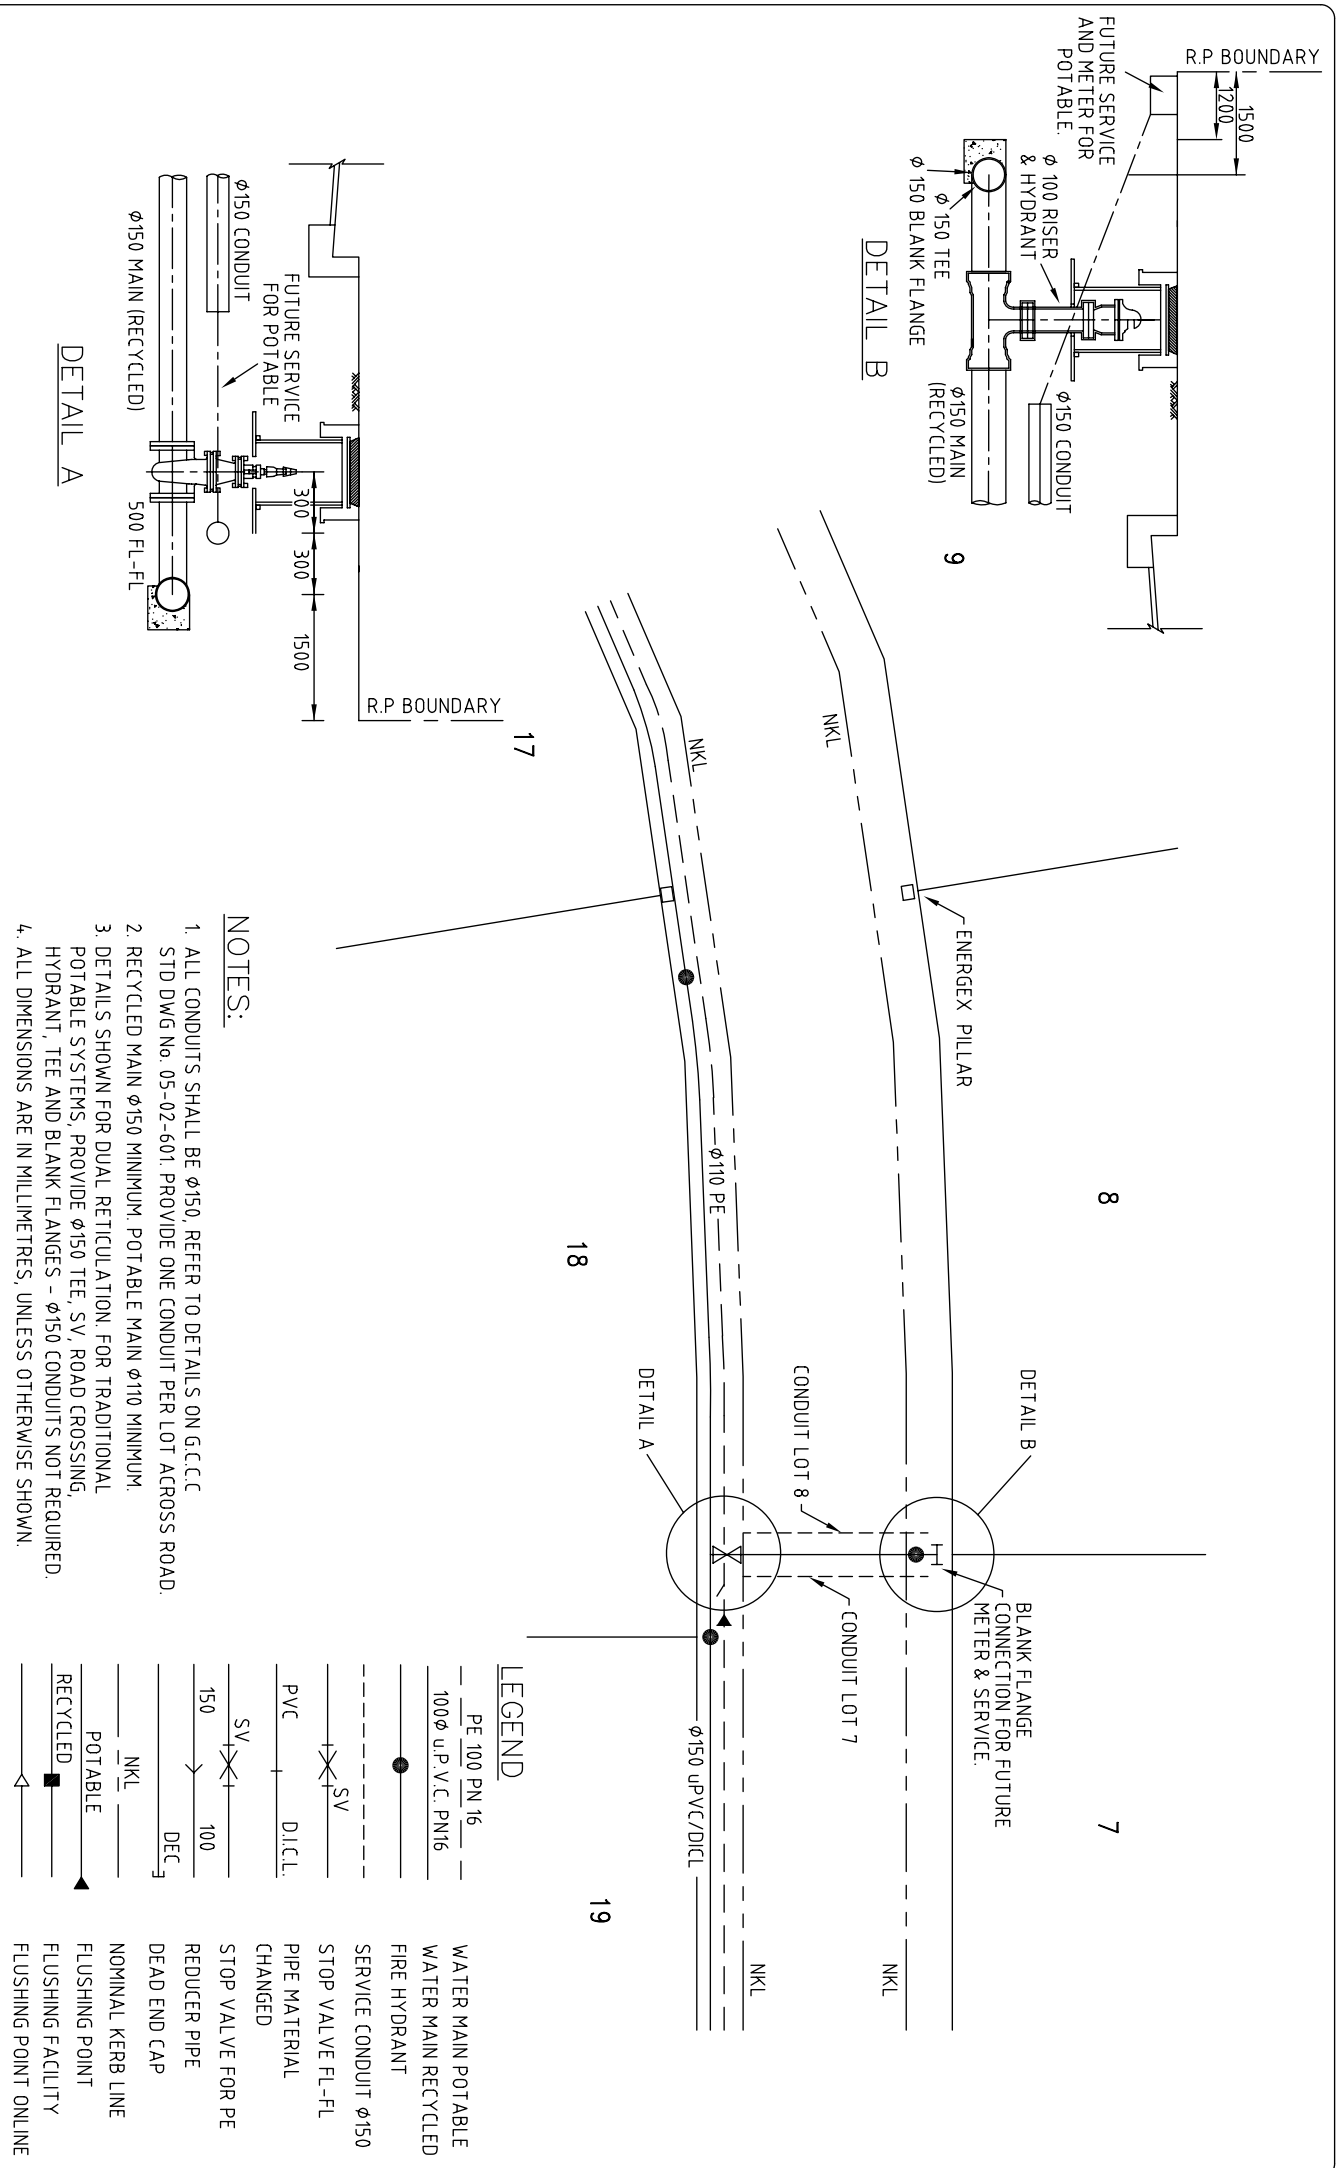 R.P BOUNDARY
1500
1200
FUTURE SERVICE
AND METER FOR
POTABLE.
Ø 100 RISER
& HYDRANT
Ø 150 TEE
Ø 150 BLANK FLANGE
Ø150 CONDUIT
Ø150 MAIN
(RECYCLED)
DETAIL B
Ø150 CONDUIT
FUTURE SERVICE
FOR POTABLE
Ø150 MAIN (RECYCLED)
500 FL-FL
300
300
1500
R.P BOUNDARY
DETAIL A
9
8
7
17
18
19
NKL
NKL
ENERGEX PILLAR
Ø110 PE
DETAIL B
CONDUIT LOT 8
DETAIL A
BLANK FLANGE
CONNECTION FOR FUTURE
METER & SERVICE.
CONDUIT LOT 7
Ø150 uPVC/DICL
NKL
NKL
NOTES:
1. ALL CONDUITS SHALL BE Ø150, REFER TO DETAILS ON G.C.C.C
STD DWG No. 05-02-601. PROVIDE ONE CONDUIT PER LOT ACROSS ROAD.
2. RECYCLED MAIN Ø150 MINIMUM. POTABLE MAIN Ø110 MINIMUM.
3. DETAILS SHOWN FOR DUAL RETICULATION. FOR TRADITIONAL
POTABLE SYSTEMS, PROVIDE Ø150 TEE, SV, ROAD CROSSING,
HYDRANT, TEE AND BLANK FLANGES - Ø150 CONDUITS NOT REQUIRED.
4. ALL DIMENSIONS ARE IN MILLIMETRES, UNLESS OTHERWISE SHOWN.
LEGEND
PE 100 PN 16 WATER MAIN POTABLE
100Ø u.P.V.C. PN16 WATER MAIN RECYCLED
FIRE HYDRANT
SERVICE CONDUIT Ø150
SV STOP VALVE FL-FL
PVC D.I.C.L. PIPE MATERIAL
CHANGED
SV STOP VALVE FOR PE
150 100 REDUCER PIPE
DEC DEAD END CAP
NKL NOMINAL KERB LINE
POTABLE FLUSHING POINT
RECYCLED FLUSHING FACILITY
FLUSHING POINT ONLINE